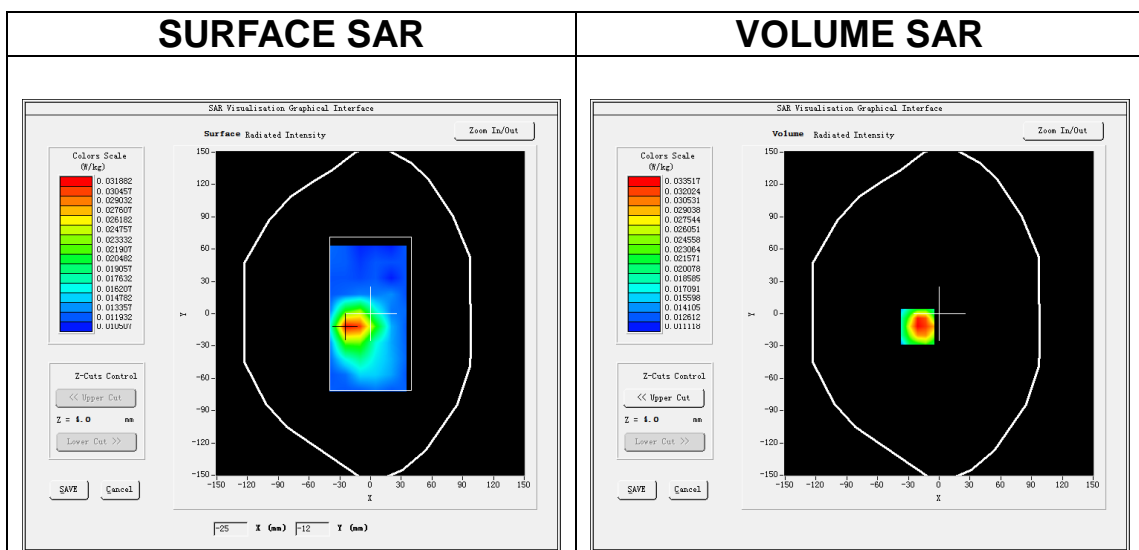 SURFACE SAR
VOLUME SAR
SAR Visualisation Graphical Interface
Surface Radiated Intensity
Zoom In/Out
Colors Scale
(W/kg)
0.031882
0.030457
0.029032
0.027607
0.026182
0.024757
0.023332
0.021907
0.020482
0.019057
0.017632
0.016207
0.014782
0.013357
0.011932
0.010507
150
120
90
60
30
0
-30
-60
-90
-120
-150
Y
-150 -120 -90 -60 -30 0 30 60 90 120 150
X
Z-Cuts Control
<< Upper Cut
Z = 4.0 mm
Lower Cut >>
SAVE Cancel
-25 X (mm) -12 Y (mm)
SAR Visualisation Graphical Interface
Volume Radiated Intensity
Zoom In/Out
Colors Scale
(W/kg)
0.033517
0.032024
0.030531
0.029038
0.027544
0.026051
0.024558
0.023064
0.021571
0.020078
0.018585
0.017091
0.015598
0.014105
0.012612
0.011118
150
120
90
60
30
0
-30
-60
-90
-120
-150
Y
-150 -120 -90 -60 -30 0 30 60 90 120 150
X
Z-Cuts Control
<< Upper Cut
Z = 4.0 mm
Lower Cut >>
SAVE Cancel